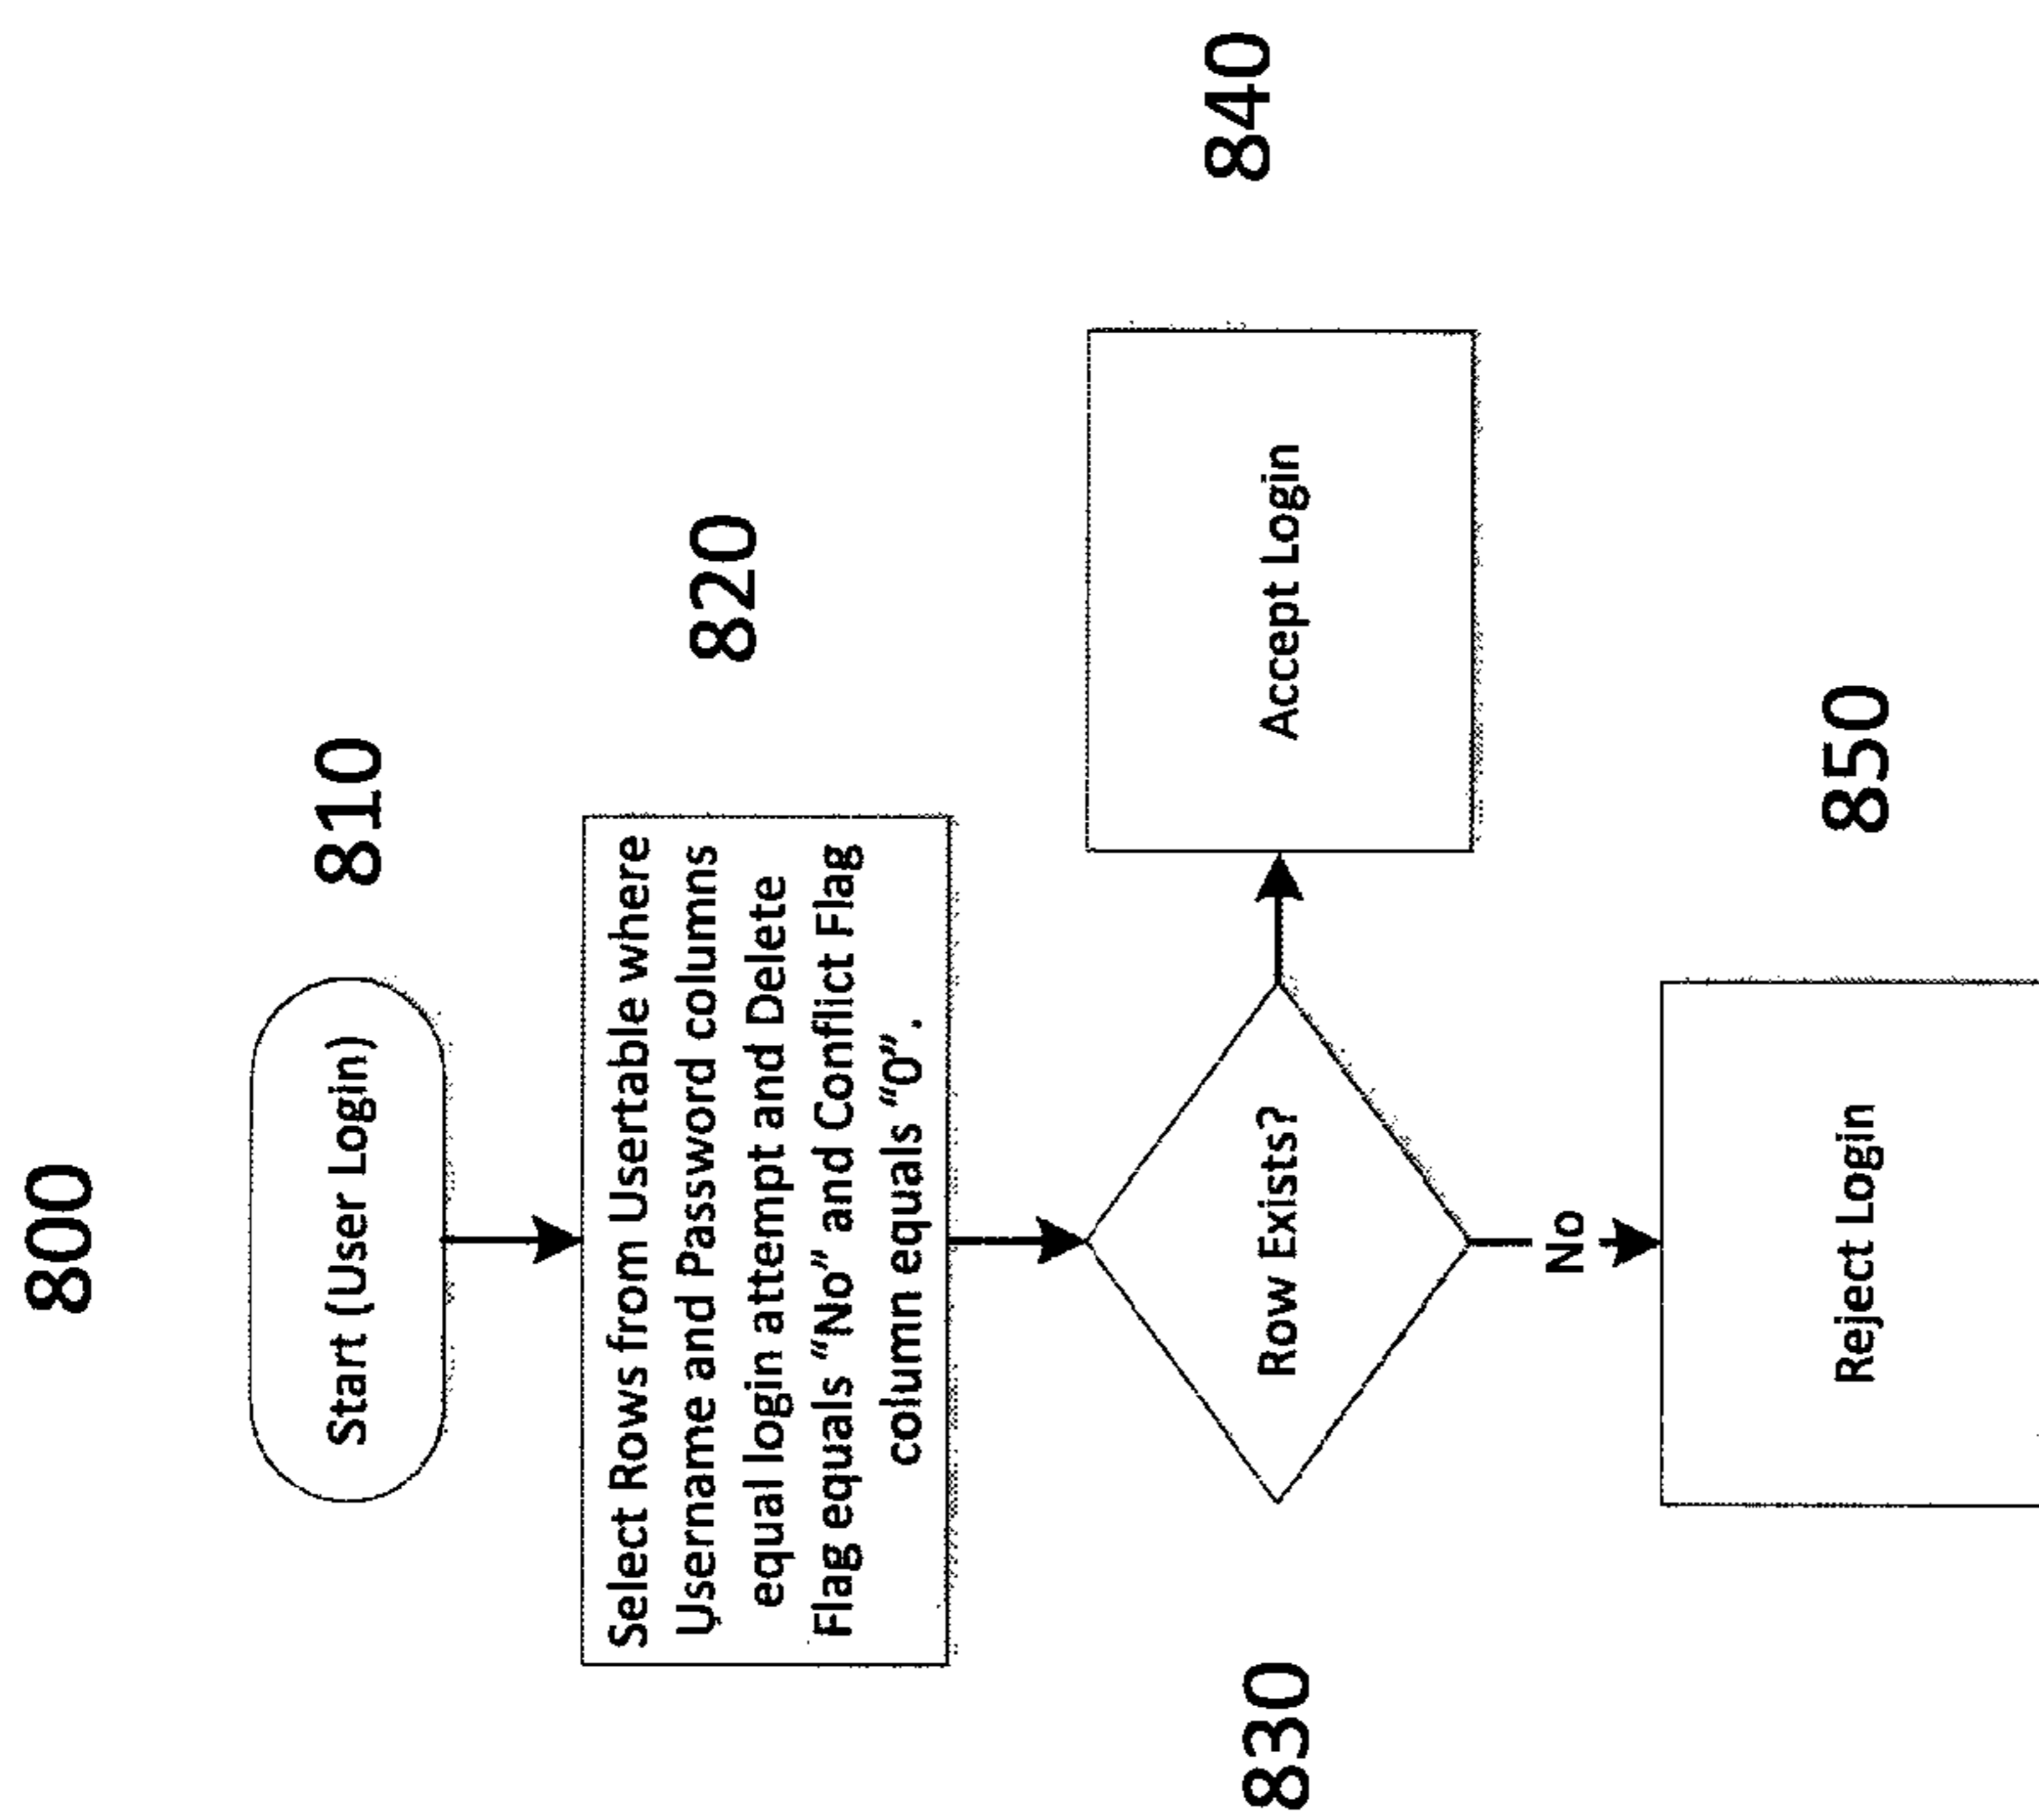 800
Start (User Login)
810
Select Rows from Usertable where
Username and Password columns
equal login attempt and Delete
Flag equals “No” and Conflict Flag
column equals “0”.
820
830
Row Exists?
Accept Login
840
No
Reject Login
850